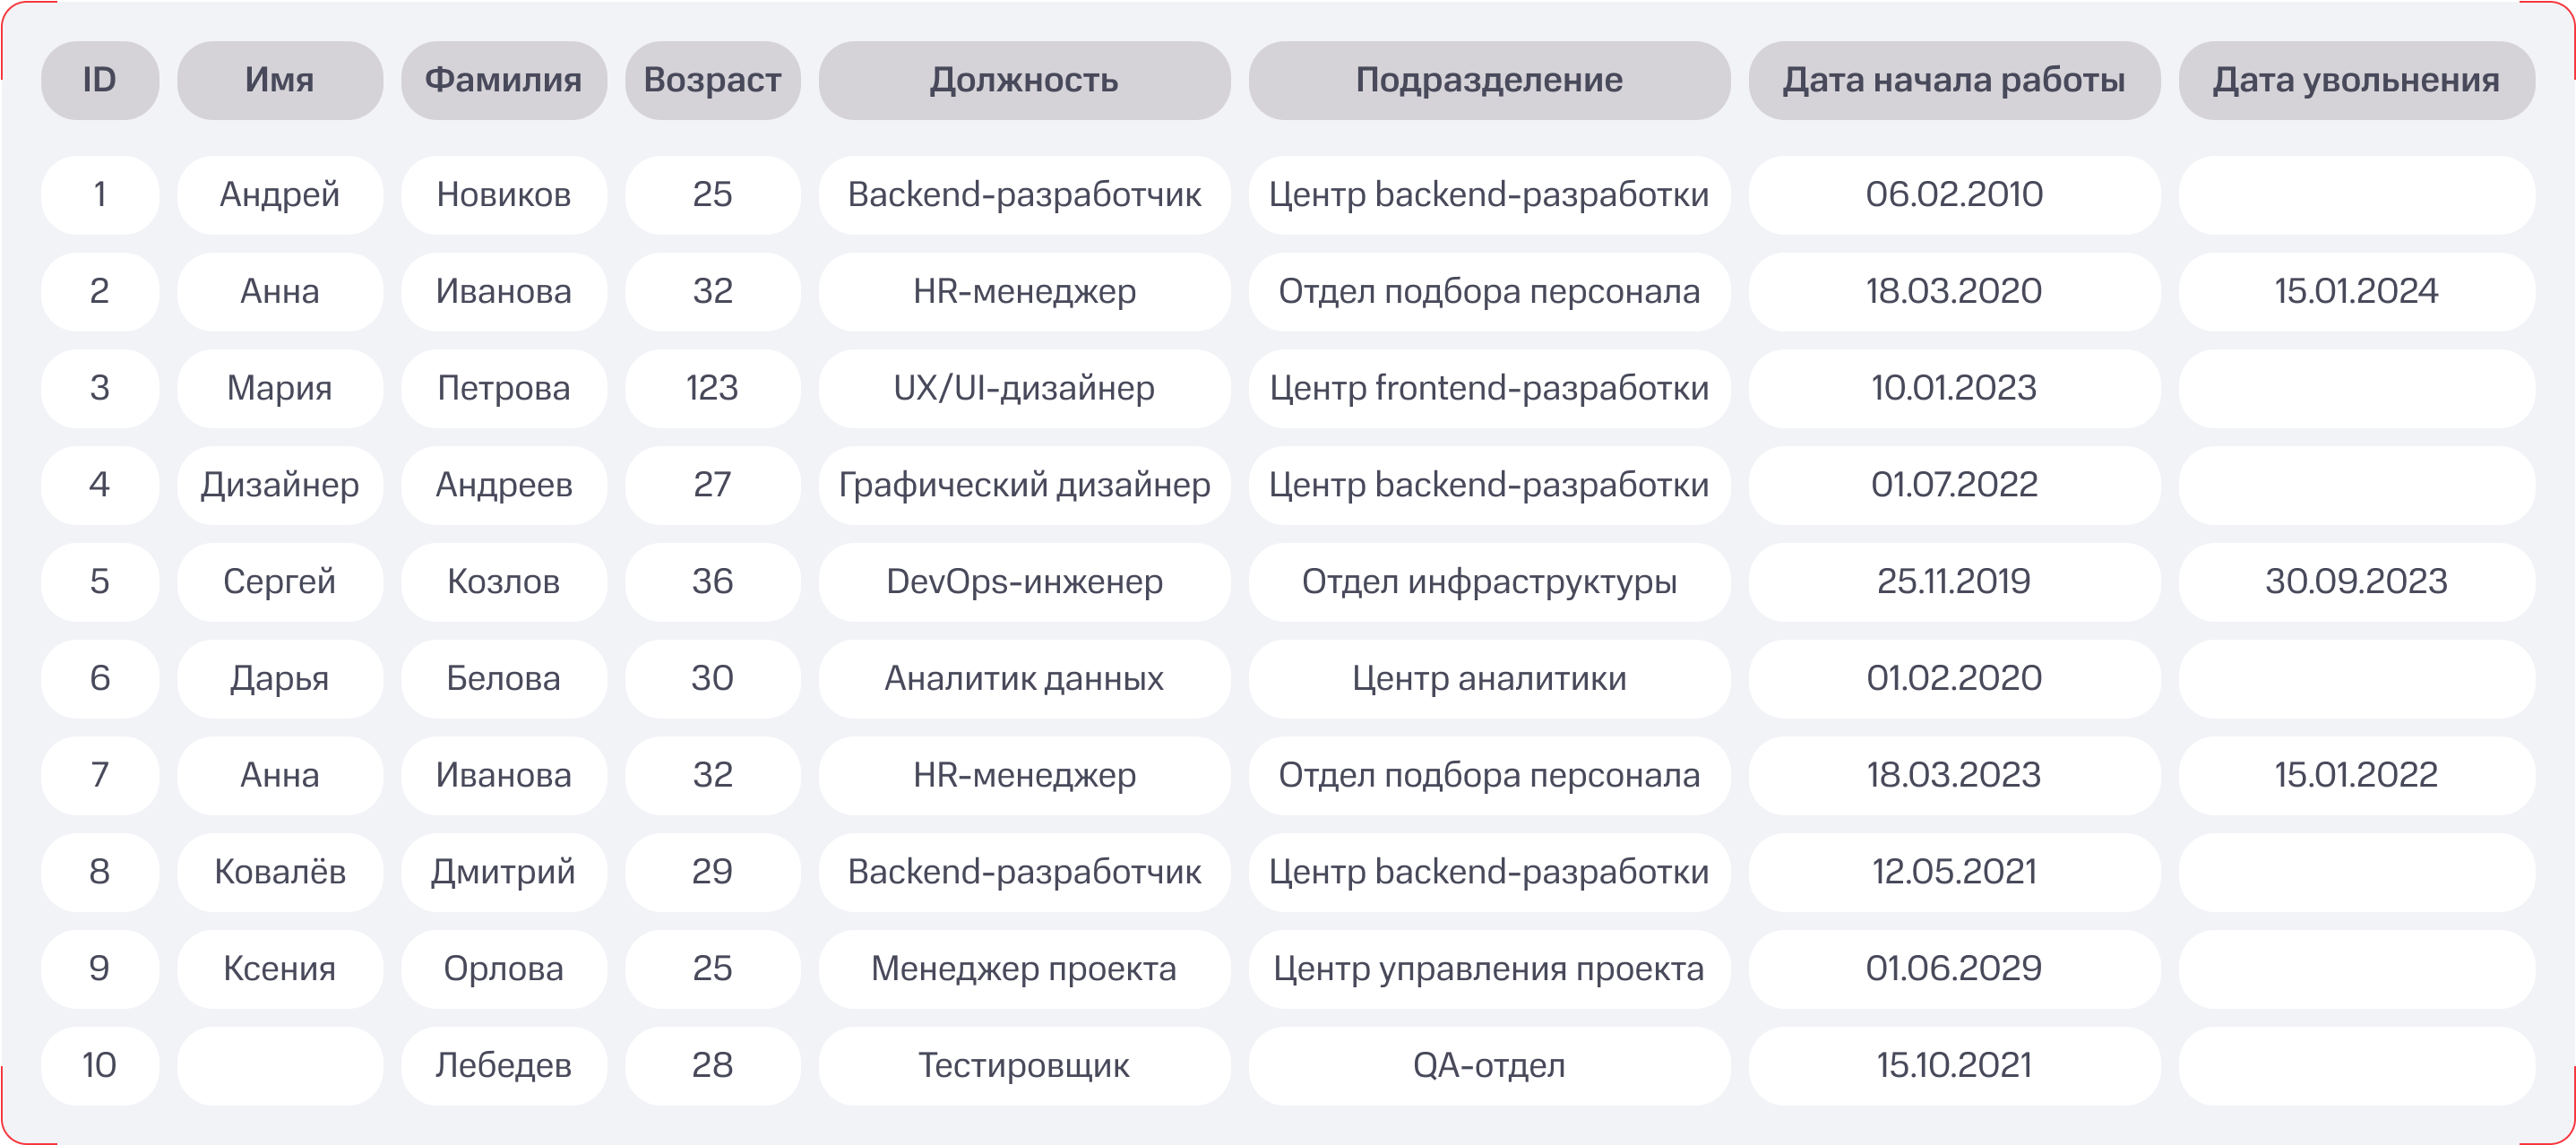 ID Имя Фамилия Возраст Должность Подразделение Дата начала работы Дата увольнения
1 Андрей Новиков 25 Backend-разработчик Центр backend-разработки 06.02.2010
2 Анна Иванова 32 HR-менеджер Отдел подбора персонала 18.03.2020 15.01.2024
3 Мария Петрова 123 UX/UI-дизайнер Центр frontend-разработки 10.01.2023
4 Дизайнер Андреев 27 Графический дизайнер Центр backend-разработки 01.07.2022
5 Сергей Козлов 36 DevOps-инженер Отдел инфраструктуры 25.11.2019 30.09.2023
6 Дарья Белова 30 Аналитик данных Центр аналитики 01.02.2020
7 Анна Иванова 32 HR-менеджер Отдел подбора персонала 18.03.2023 15.01.2022
8 Ковалёв Дмитрий 29 Backend-разработчик Центр backend-разработки 12.05.2021
9 Ксения Орлова 25 Менеджер проекта Центр управления проекта 01.06.2029
10 Лебедев 28 Тестировщик QA-отдел 15.10.2021